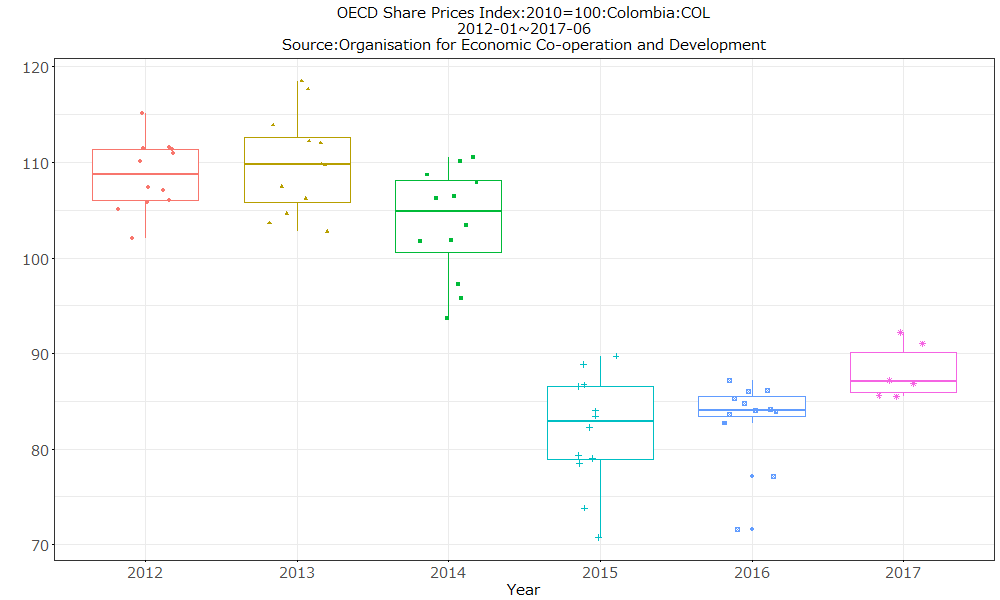 OECD Share Prices Index:2010=100:Colombia:COL
2012-01~2017-06
Source:Organisation for Economic Co-operation and Development
120
110
100
90
80
70
2012 2013 2014 2015 2016 2017
Year